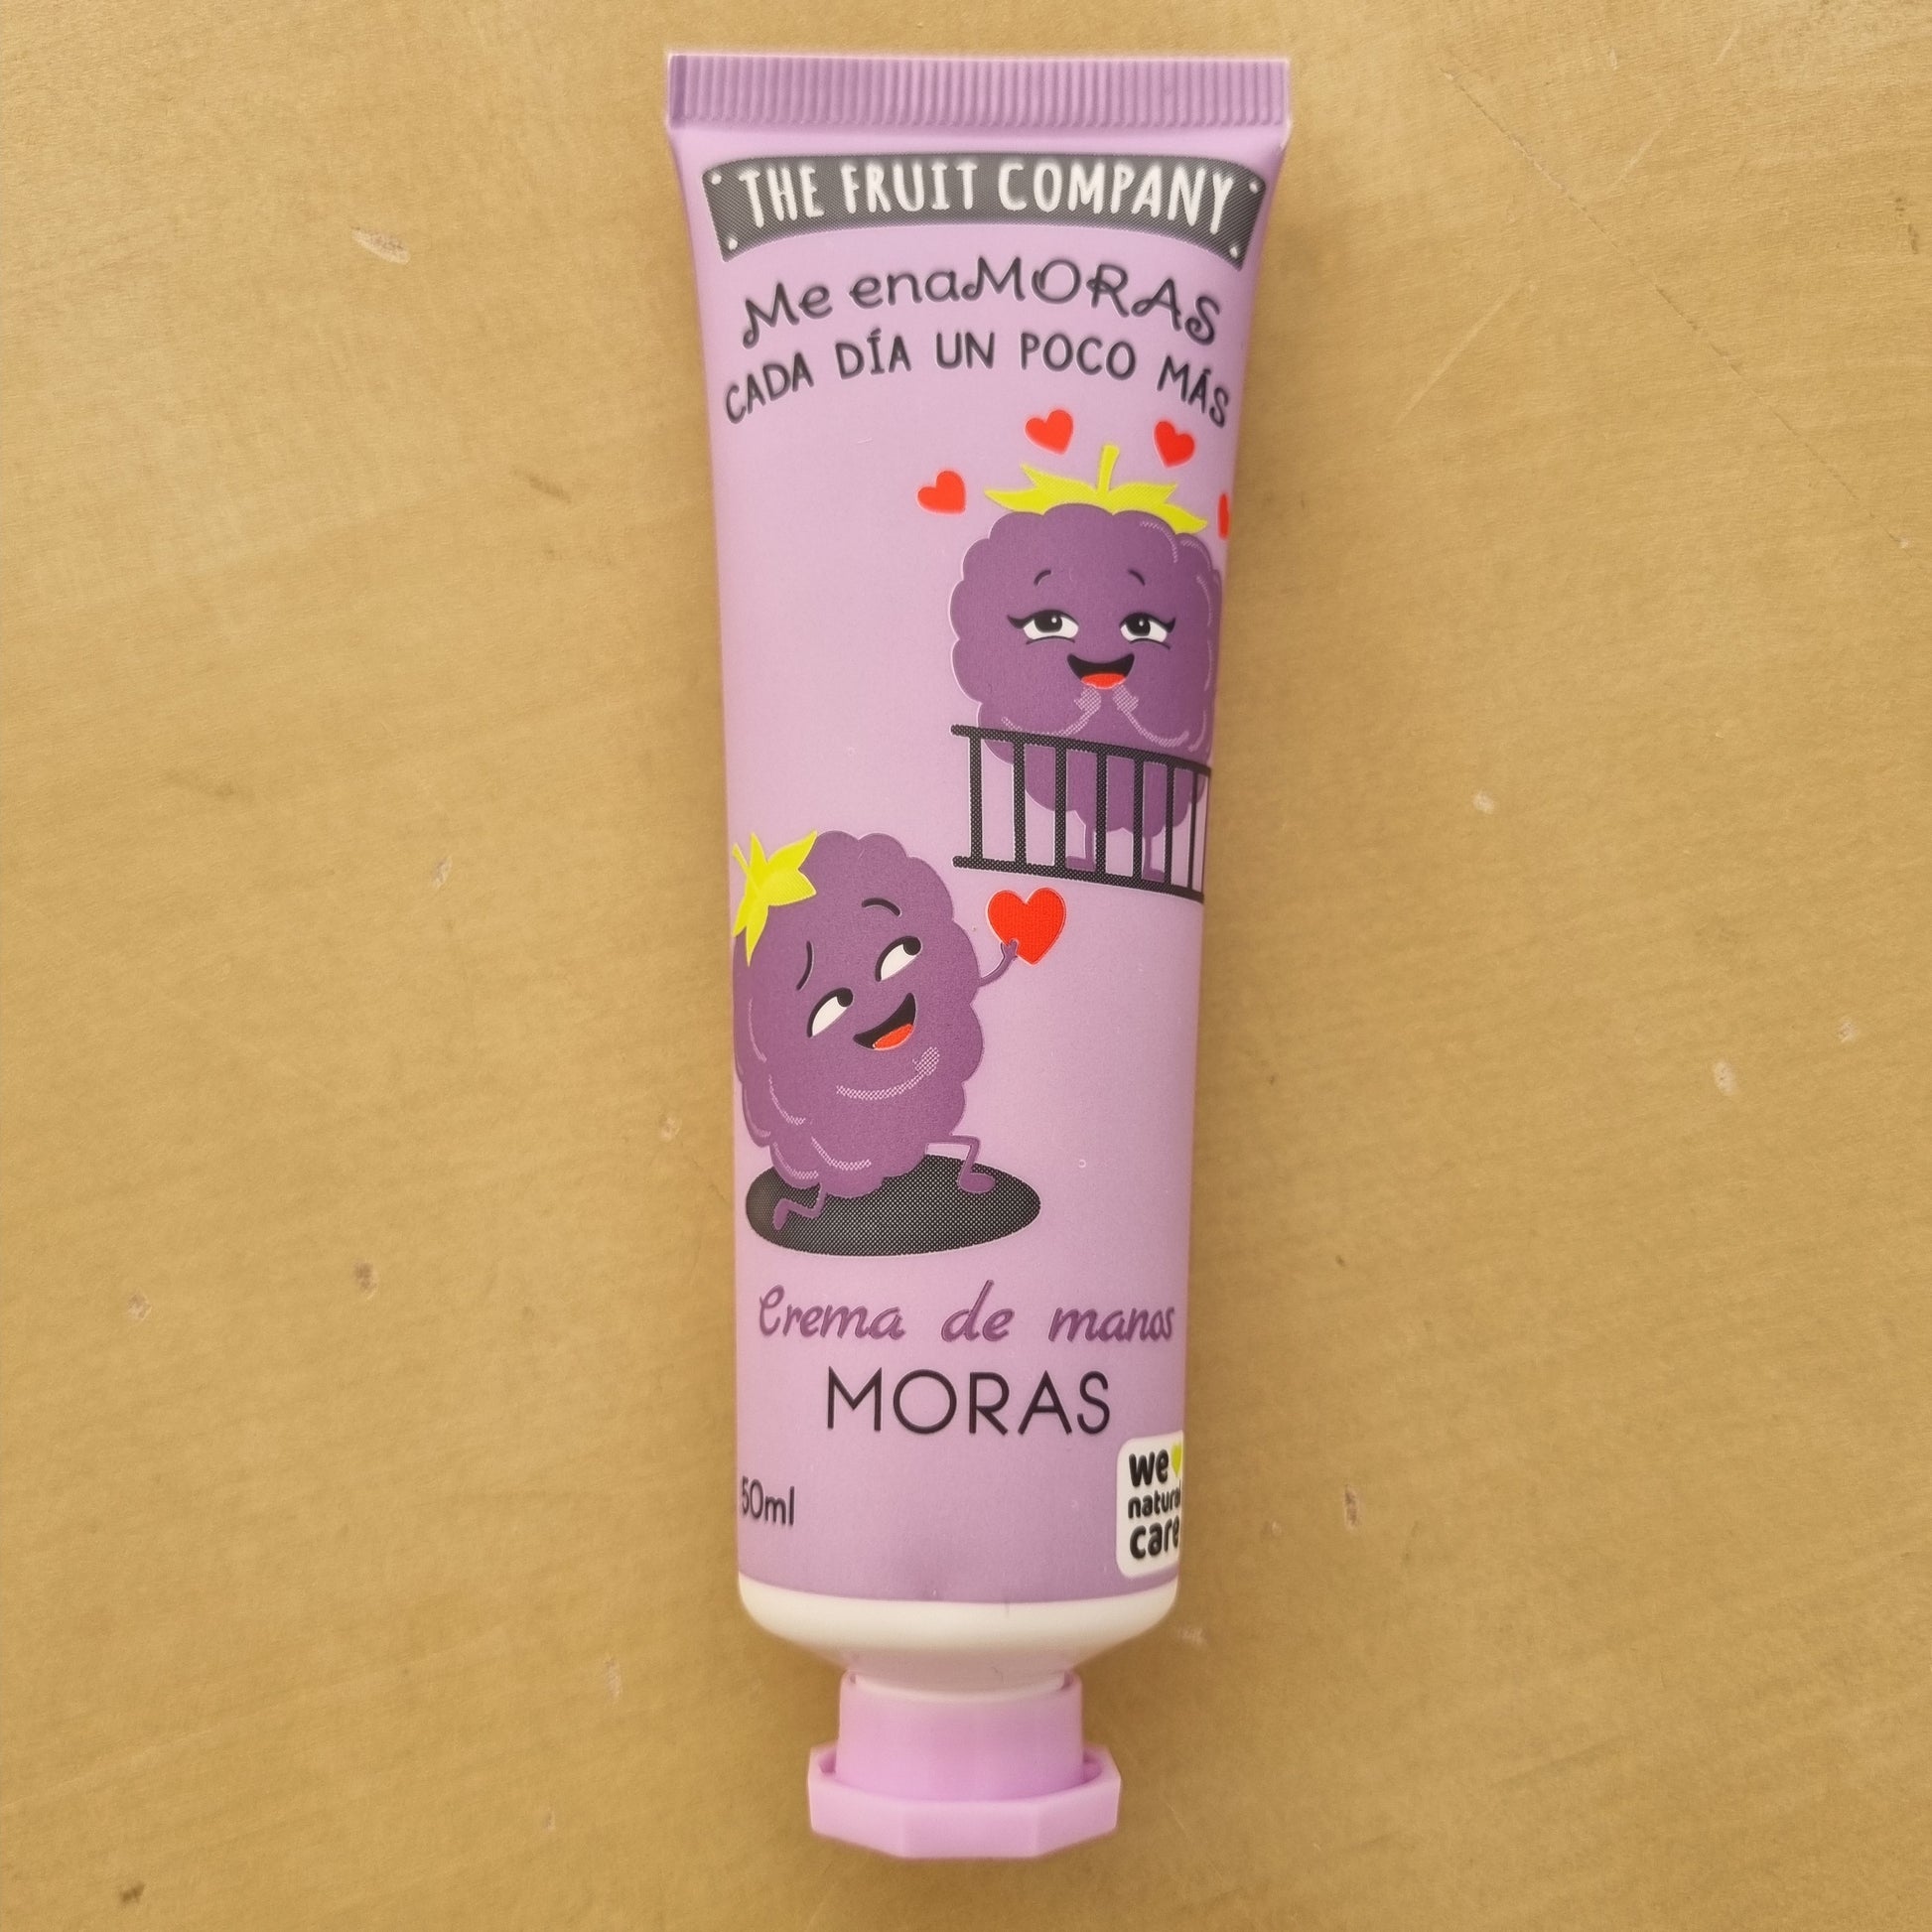 THE FRUIT COMPANY
Me enaMORAS
CADA DÍA UN POCO MÁS
Crema de manos
MORAS
50ml
we
natural
care